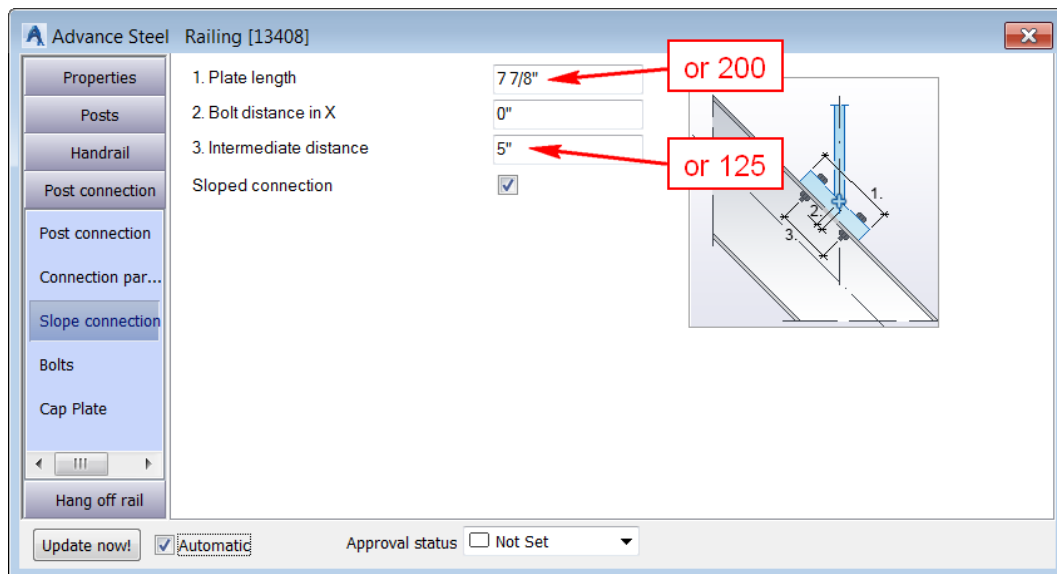 Advance Steel Railing [13408]
Properties
Posts
Handrail
Post connection
Post connection
Connection par...
Slope connection
Bolts
Cap Plate
Hang off rail
1. Plate length
7 7/8"
or 200
2. Bolt distance in X
0"
3. Intermediate distance
5"
or 125
Sloped connection
1.
2.
3.
Update now!
Automatic
Approval status
Not Set